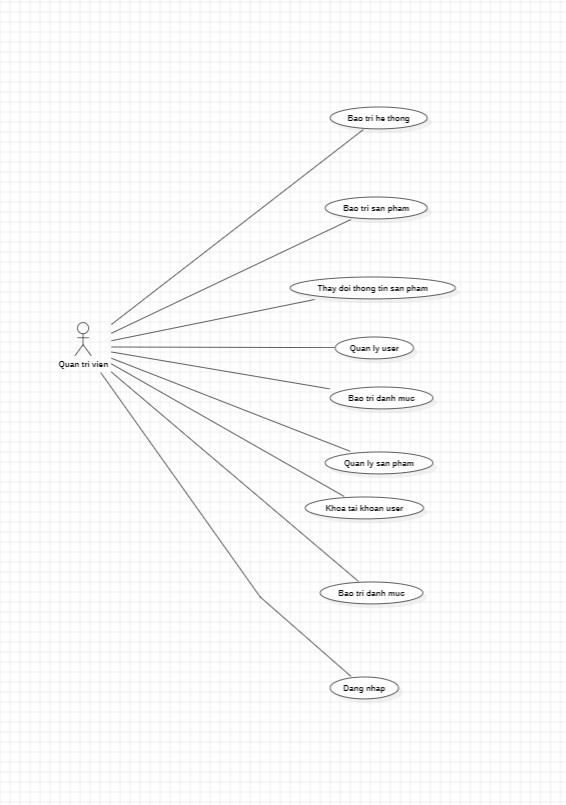 Bao tri he thong
Bao tri san pham
Thay doi thong tin san pham
Quan ly user
Quan tri vien
Bao tri danh muc
Quan ly san pham
Khoa tai khoan user
Bao tri danh muc
Dang nhap